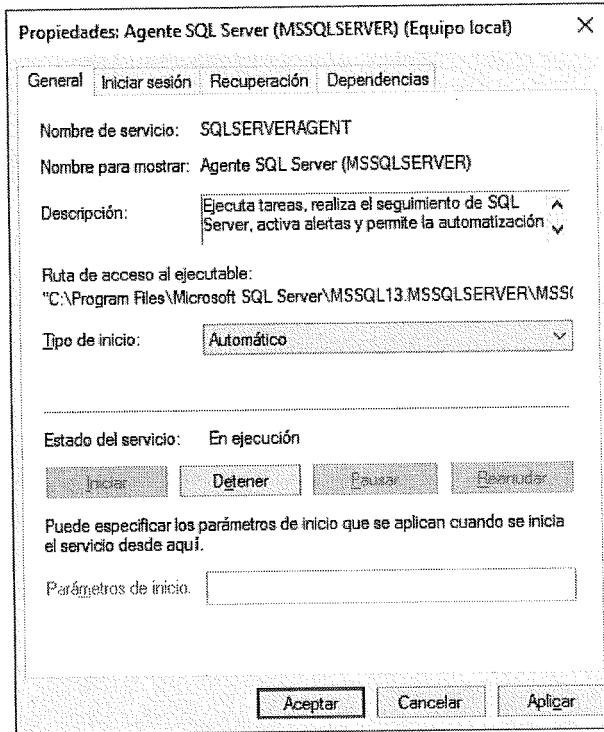 Propiedades: Agente SQL Server (MSSQLSERVER) (Equipo local)
General Iniciar sesión Recuperación Dependencias
Nombre de servicio: SQLSERVERAGENT
Nombre para mostrar: Agente SQL Server (MSSQLSERVER)
Descripción: Ejecuta tareas, realiza el seguimiento de SQL
Server, activa alertas y permite la automatización
Ruta de acceso al ejecutable:
"C:\Program Files\Microsoft SQL Server\MSSQL13.MSSQLSERVER\MSS(
Tipo de inicio: Automático
Estado del servicio: En ejecución
Iniciar Detener Pausar Reanudar
Puede especificar los parámetros de inicio que se aplican cuando se inicia
el servicio desde aquí.
Parámetros de inicio.
Aceptar Cancelar Aplicar